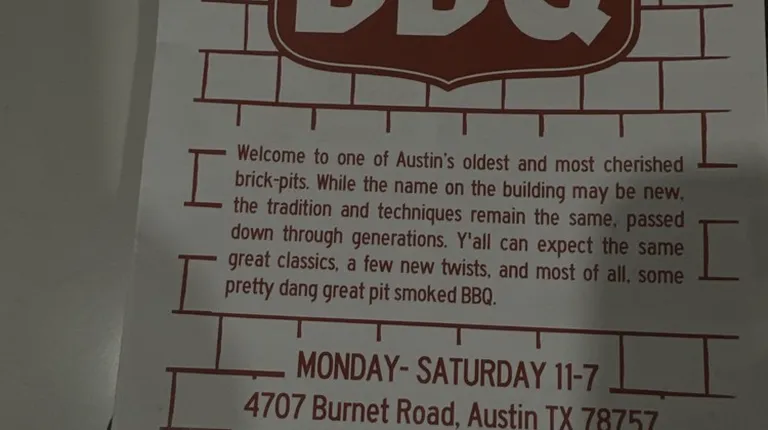 BBQ
Welcome to one of Austin's oldest and most cherished
brick-pits. While the name on the building may be new,
the tradition and techniques remain the same, passed
down through generations. Y'all can expect the same
great classics, a few new twists, and most of all, some
pretty dang great pit smoked BBQ.
MONDAY- SATURDAY 11-7
4707 Burnet Road, Austin TX 78757